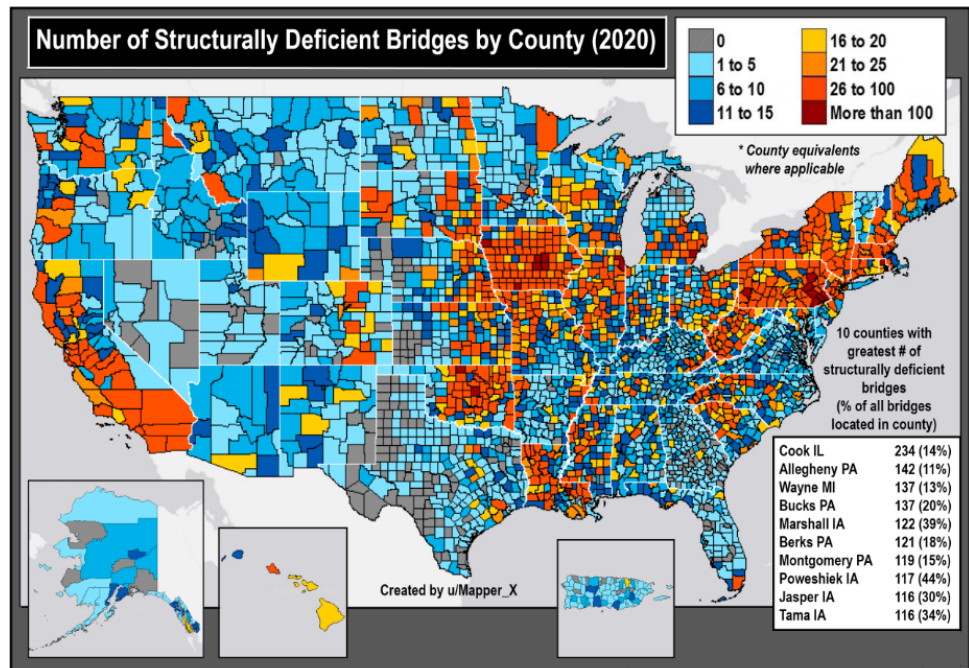 Number of Structurally Deficient Bridges by County (2020)
0
1 to 5
6 to 10
11 to 15
16 to 20
21 to 25
26 to 100
More than 100
* County equivalents
where applicable
10 counties with
greatest # of
structurally deficient
bridges
(% of all bridges
located in county)
Cook IL 234 (14%)
Allegheny PA 142 (11%)
Wayne MI 137 (13%)
Bucks PA 137 (20%)
Marshall IA 122 (39%)
Berks PA 121 (18%)
Montgomery PA 119 (15%)
Poweshiek IA 117 (44%)
Jasper IA 116 (30%)
Tama IA 116 (34%)
Created by u/Mapper_X